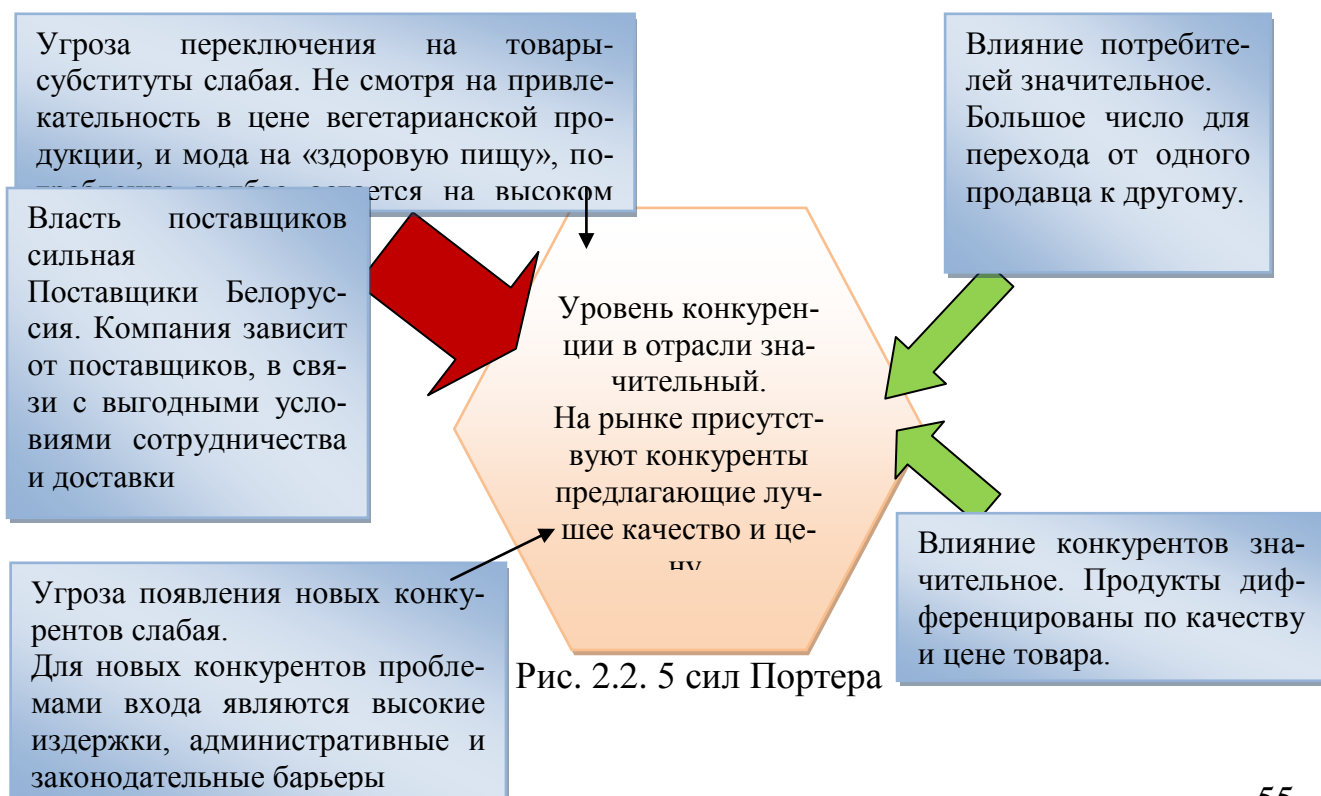 Угроза переключения на товары-
субституты слабая. Не смотря на привле-
кательность в цене вегетарианской про-
дукции, и мода на «здоровую пищу», по-
на высоком
Власть поставщиков
сильная
Поставщики Белорус-
сия. Компания зависит
от поставщиков, в свя-
зи с выгодными усло-
виями сотрудничества
и доставки
Угроза появления новых конку-
рентов слабая.
Для новых конкурентов пробле-
мами входа являются высокие
издержки, административные и
законодательные барьеры
Уровень конкурен-
ции в отрасли зна-
чительный.
На рынке присутст-
вуют конкуренты
предлагающие луч-
шее качество и це-
ну
Влияние потребите-
лей значительное.
Большое число для
перехода от одного
продавца к другому.
Влияние конкурентов зна-
чительное. Продукты диф-
ференцированы по качеству
и цене товара.
Рис. 2.2. 5 сил Портера